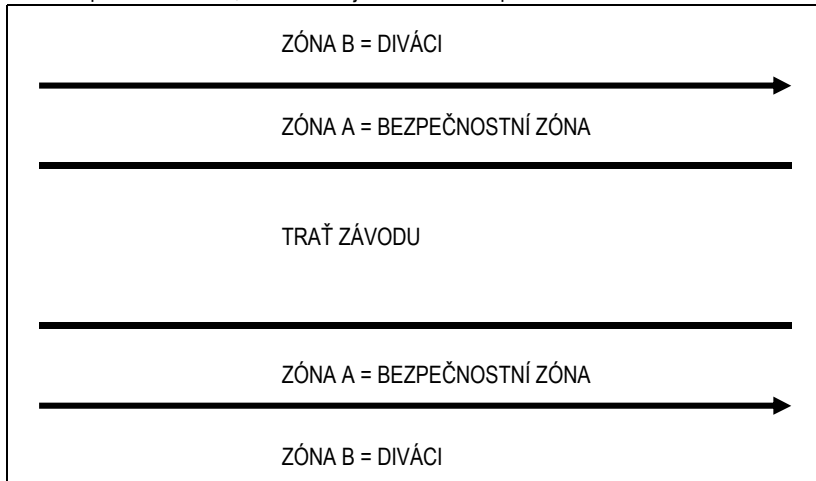 ZÓNA B = DIVÁCI
ZÓNA A = BEZPEČNOSTNÍ ZÓNA
TRAŤ ZÁVODU
ZÓNA A = BEZPEČNOSTNÍ ZÓNA
ZÓNA B = DIVÁCI